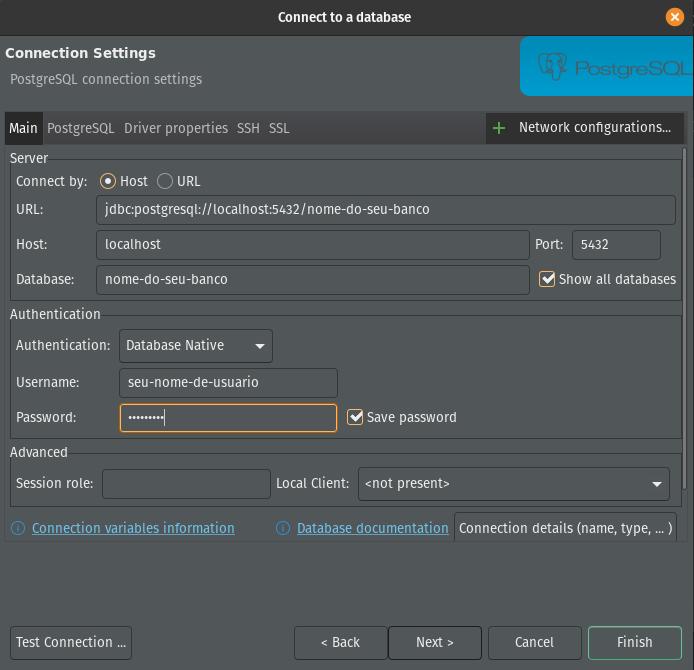 Connect to a database
Connection Settings
PostgreSQL connection settings
PostgreSQL
Main PostgreSQL Driver properties SSH SSL
Network configurations...
Server
Connect by: Host URL
URL: jdbc:postgresql://localhost:5432/nome-do-seu-banco
Host: localhost Port: 5432
Database: nome-do-seu-banco Show all databases
Authentication
Authentication: Database Native
Username: seu-nome-de-usuario
Password: ••••••••• Save password
Advanced
Session role: Local Client: <not present>
Connection variables information Database documentation Connection details (name, type, ... )
Test Connection ... < Back Next > Cancel Finish